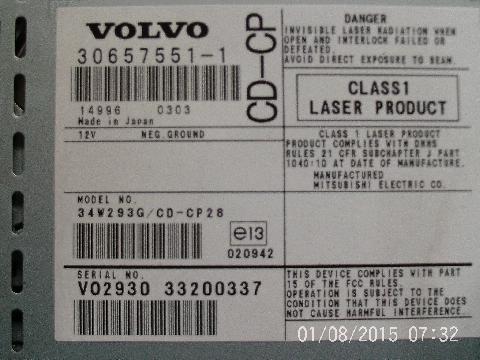 VOLVO
30657551-1
14996 0303
Made in Japan
CD-CP
12V NEG.GROUND
MODEL NO.
34W293G/CD-CP28
e13
020942
SERIAL NO.
VO2930 33200337
DANGER
INVISIBLE LASER RADIATION WHEN
OPEN AND INTERLOCK FAILED OR
DEFEATED.
AVOID DIRECT EXPOSURE TO BEAM.
CLASS1
LASER PRODUCT
CLASS 1 LASER PRODUCT
PRODUCT COMPLIES WITH DHHS
RULES 21 CFR SUBCHAPTER J PART
1040:10 AT DATE OF MANUFACTURE.
MANUFACTURED
MITSUBISHI ELECTRIC CO.
THIS DEVICE COMPLIES WITH PART
15 OF THE FCC RULES.
OPERATION IS SUBJECT TO THE
CONDITION THAT THIS DEVICE DOES
NOT CAUSE HARMFUL INTERFERENCE.
01/08/2015 07:32